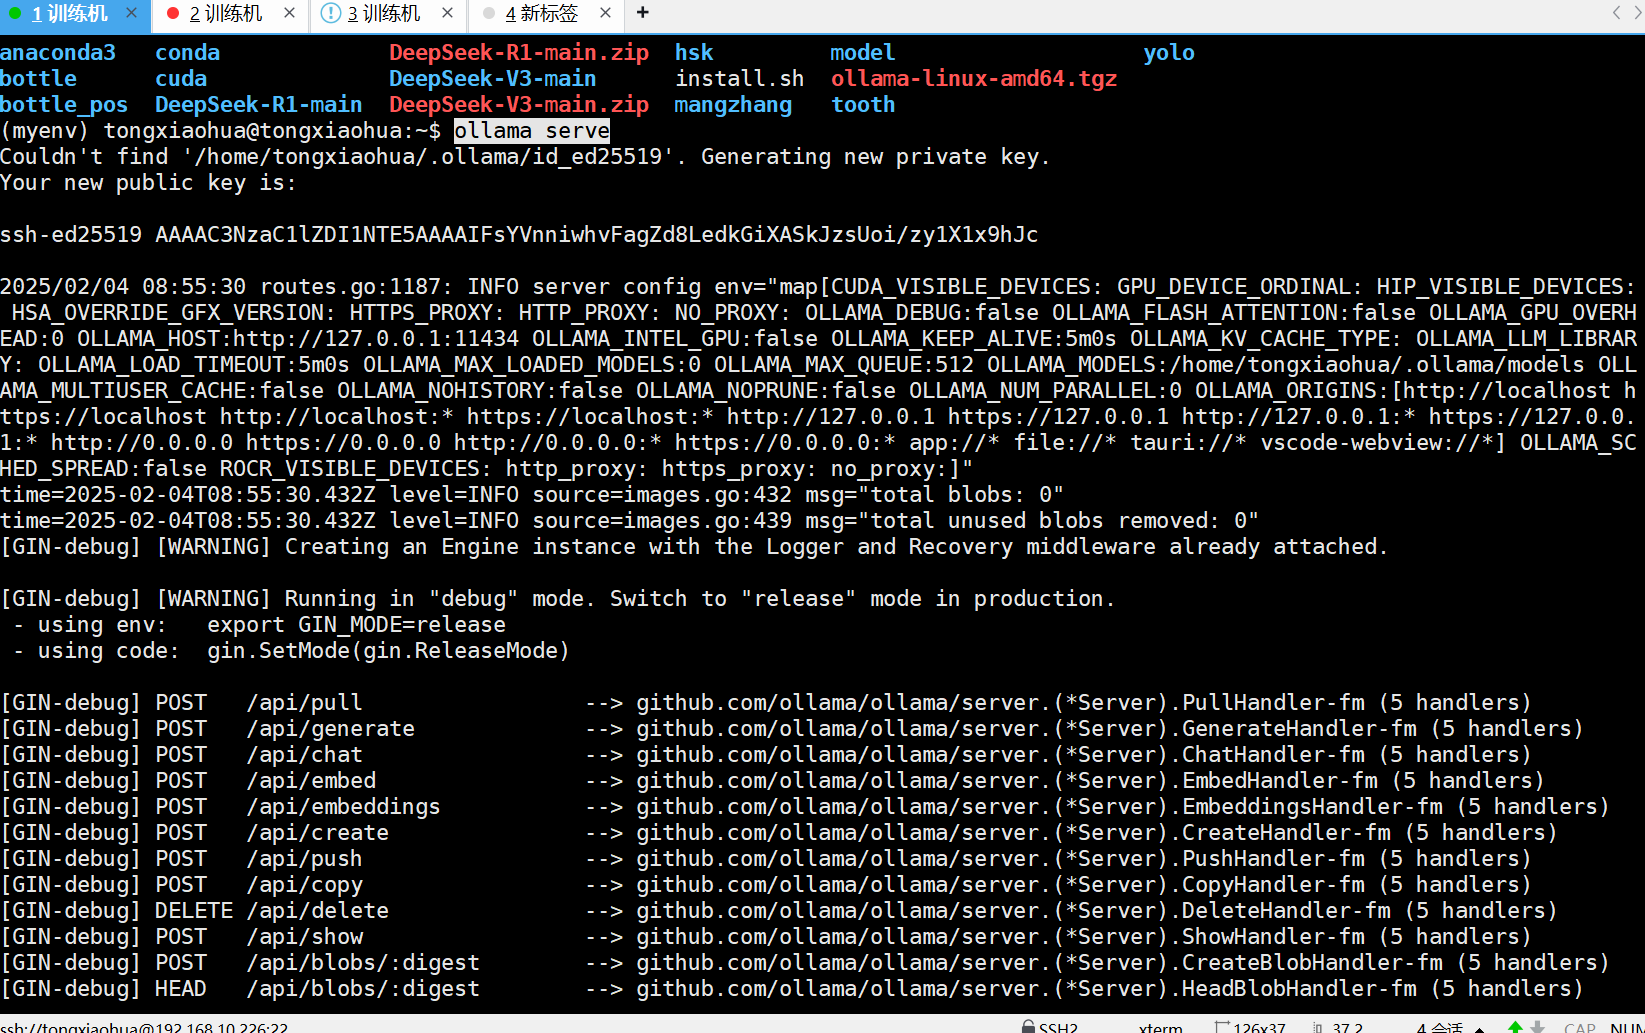 1 训练机 × 2 训练机 × 3 训练机 × 4 新标签 × +
anaconda3 conda DeepSeek-R1-main.zip hsk model yolo
bottle cuda DeepSeek-V3-main install.sh ollama-linux-amd64.tgz
bottle_pos DeepSeek-R1-main DeepSeek-V3-main.zip mangzhang tooth
(myenv) tongxiaohua@tongxiaohua:~$ ollama serve
Couldn't find '/home/tongxiaohua/.ollama/id_ed25519'. Generating new private key.
Your new public key is:
ssh-ed25519 AAAAC3NzaC1lZDI1NTE5AAAAIFsYVnniwhvFagZd8LedkGiXASkJzsUoi/zy1X1x9hJc
2025/02/04 08:55:30 routes.go:1187: INFO server config env="map[CUDA_VISIBLE_DEVICES: GPU_DEVICE_ORDINAL: HIP_VISIBLE_DEVICES:
HSA_OVERRIDE_GFX_VERSION: HTTPS_PROXY: HTTP_PROXY: NO_PROXY: OLLAMA_DEBUG:false OLLAMA_FLASH_ATTENTION:false OLLAMA_GPU_OVERH
EAD:0 OLLAMA_HOST:http://127.0.0.1:11434 OLLAMA_INTEL_GPU:false OLLAMA_KEEP_ALIVE:5m0s OLLAMA_KV_CACHE_TYPE: OLLAMA_LLM_LIBRAR
Y: OLLAMA_LOAD_TIMEOUT:5m0s OLLAMA_MAX_LOADED_MODELS:0 OLLAMA_MAX_QUEUE:512 OLLAMA_MODELS:/home/tongxiaohua/.ollama/models OLL
AMA_MULTIUSER_CACHE:false OLLAMA_NOHISTORY:false OLLAMA_NOPRUNE:false OLLAMA_NUM_PARALLEL:0 OLLAMA_ORIGINS:[http://localhost h
ttps://localhost http://localhost:* https://localhost:* http://127.0.0.1 https://127.0.0.1 http://127.0.0.1:* https://127.0.0.
1:* http://0.0.0.0 https://0.0.0.0 http://0.0.0.0:* https://0.0.0.0:* app://* file://* tauri://* vscode-webview://*] OLLAMA_SC
HED_SPREAD:false ROCR_VISIBLE_DEVICES: http_proxy: https_proxy: no_proxy:]"
time=2025-02-04T08:55:30.432Z level=INFO source=images.go:432 msg="total blobs: 0"
time=2025-02-04T08:55:30.432Z level=INFO source=images.go:439 msg="total unused blobs removed: 0"
[GIN-debug] [WARNING] Creating an Engine instance with the Logger and Recovery middleware already attached.
[GIN-debug] [WARNING] Running in "debug" mode. Switch to "release" mode in production.
- using env: export GIN_MODE=release
- using code: gin.SetMode(gin.ReleaseMode)
[GIN-debug] POST /api/pull --> github.com/ollama/ollama/server.(*Server).PullHandler-fm (5 handlers)
[GIN-debug] POST /api/generate --> github.com/ollama/ollama/server.(*Server).GenerateHandler-fm (5 handlers)
[GIN-debug] POST /api/chat --> github.com/ollama/ollama/server.(*Server).ChatHandler-fm (5 handlers)
[GIN-debug] POST /api/embed --> github.com/ollama/ollama/server.(*Server).EmbedHandler-fm (5 handlers)
[GIN-debug] POST /api/embeddings --> github.com/ollama/ollama/server.(*Server).EmbeddingsHandler-fm (5 handlers)
[GIN-debug] POST /api/create --> github.com/ollama/ollama/server.(*Server).CreateHandler-fm (5 handlers)
[GIN-debug] POST /api/push --> github.com/ollama/ollama/server.(*Server).PushHandler-fm (5 handlers)
[GIN-debug] POST /api/copy --> github.com/ollama/ollama/server.(*Server).CopyHandler-fm (5 handlers)
[GIN-debug] DELETE /api/delete --> github.com/ollama/ollama/server.(*Server).DeleteHandler-fm (5 handlers)
[GIN-debug] POST /api/show --> github.com/ollama/ollama/server.(*Server).ShowHandler-fm (5 handlers)
[GIN-debug] POST /api/blobs/:digest --> github.com/ollama/ollama/server.(*Server).CreateBlobHandler-fm (5 handlers)
[GIN-debug] HEAD /api/blobs/:digest --> github.com/ollama/ollama/server.(*Server).HeadBlobHandler-fm (5 handlers)
ssh://tongxiaohua@192.168.10.226:22 SSH2 xterm 126x37 37,2 4 会话 CAP NUM